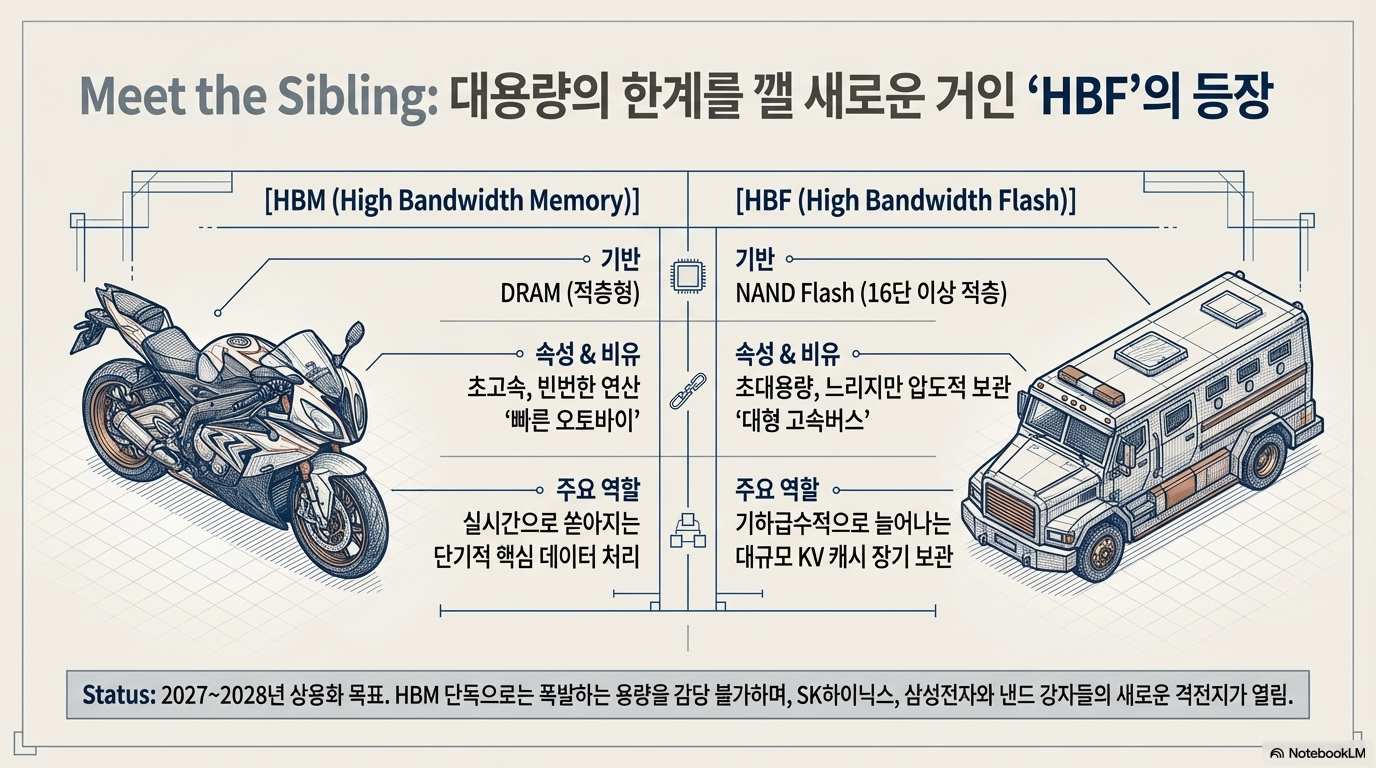 Meet the Sibling: 대용량의 한계를 깰 새로운 거인 ‘HBF’의 등장
[HBM (High Bandwidth Memory)]
기반
DRAM (적층형)
속성 & 비유
초고속, 빈번한 연산
‘빠른 오토바이’
주요 역할
실시간으로 쏟아지는
단기적 핵심 데이터 처리
[HBF (High Bandwidth Flash)]
기반
NAND Flash (16단 이상 적층)
속성 & 비유
초대용량, 느리지만 압도적 보관
‘대형 고속버스’
주요 역할
기하급수적으로 늘어나는
대규모 KV 캐시 장기 보관
Status: 2027~2028년 상용화 목표. HBM 단독으로는 폭발하는 용량을 감당 불가하며, SK하이닉스, 삼성전자와 낸드 강자들의 새로운 격전지가 열림.
NotebookLM